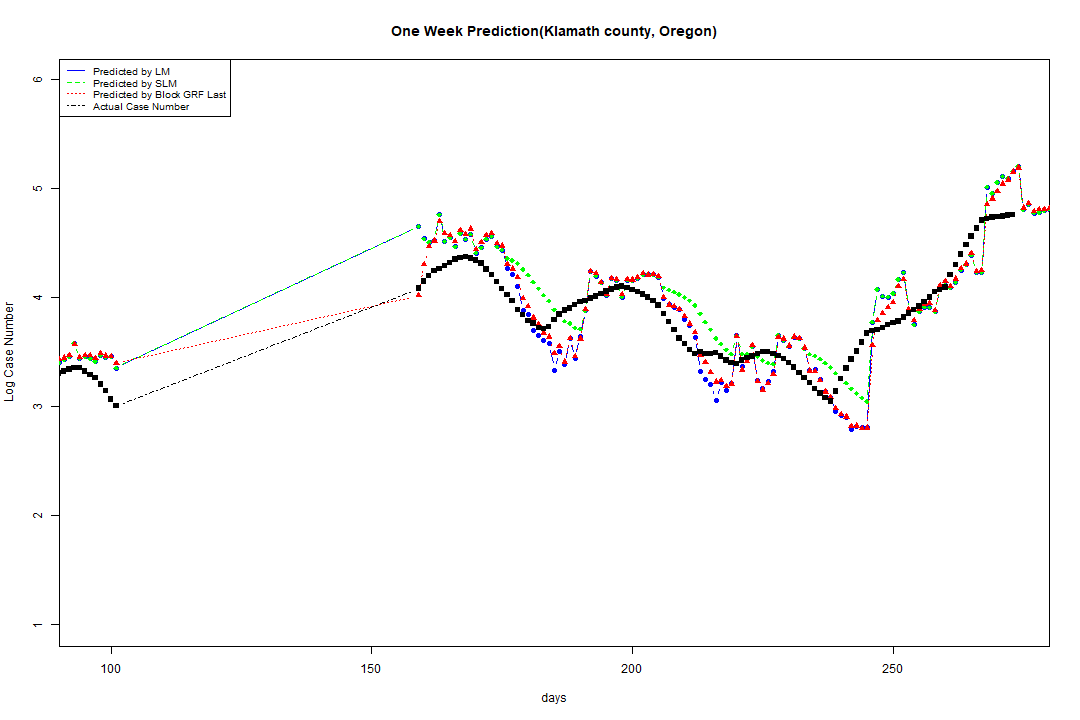 One Week Prediction(Klamath county, Oregon)
Predicted by LM
Predicted by SLM
Predicted by Block GRF Last
Actual Case Number
6
5
4
3
2
1
Log Case Number
100 150 200 250
days